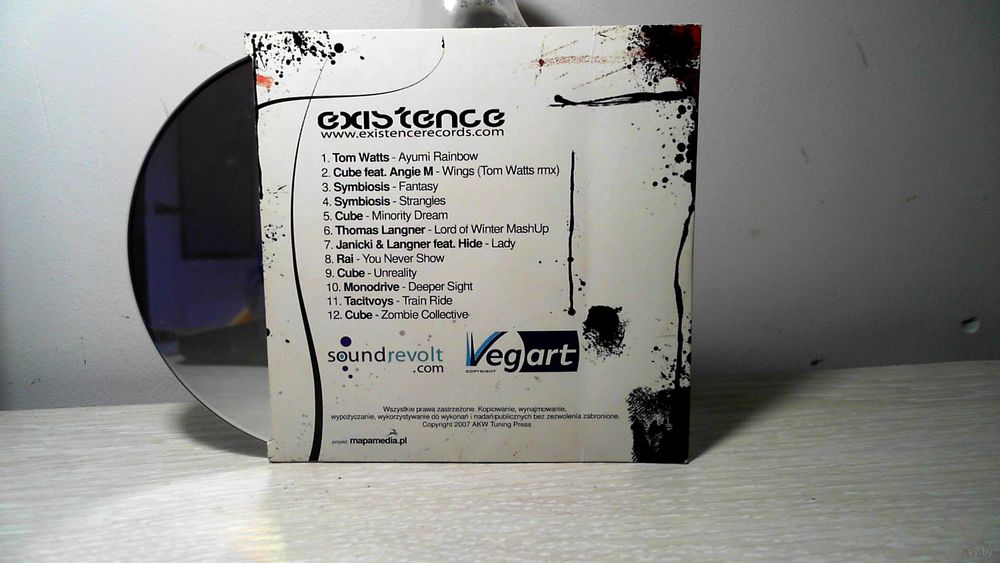 existence
www.existencerecords.com
1. Tom Watts - Ayumi Rainbow
2. Cube feat. Angie M - Wings (Tom Watts rmx)
3. Symbiosis - Fantasy
4. Symbiosis - Strangles
5. Cube - Minority Dream
6. Thomas Langner - Lord of Winter MashUp
7. Janicki & Langner feat. Hide - Lady
8. Rai - You Never Show
9. Cube - Unreality
10. Monodrive - Deeper Sight
11. Tacitvoys - Train Ride
12. Cube - Zombie Collective
soundrevolt
.com
Vegart
COPYRIGHT
Wszystkie prawa zastrzeżone. Kopiowanie, wynajmowanie,
wypożyczanie, wykorzystywanie do wykonań i nadań publicznych bez zezwolenia zabronione.
Copyright 2007 AKW Tuning Press
projekt: mapamedia.pl
www.ay.by